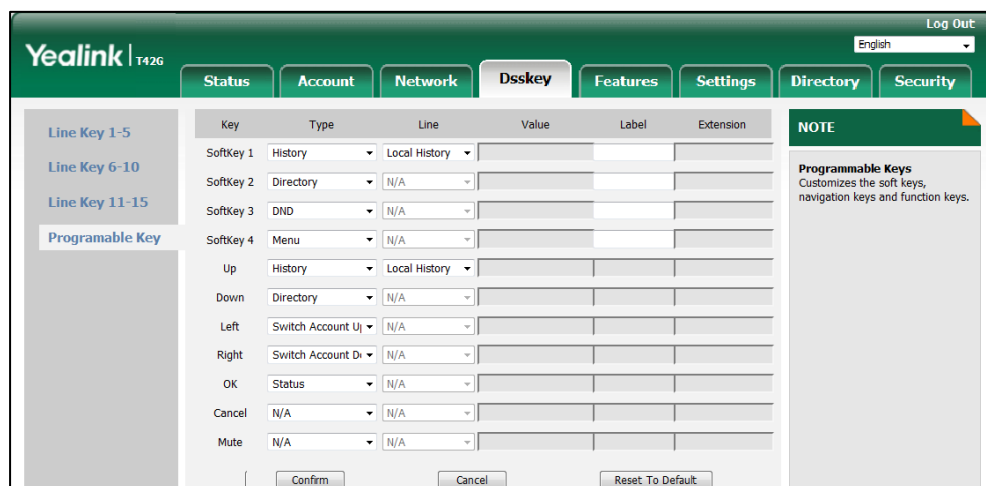 Log Out
Yealink T42G
English
Status Account Network Dsskey Features Settings Directory Security
Line Key 1-5
Line Key 6-10
Line Key 11-15
Programable Key
Key Type Line Value Label Extension
SoftKey 1 History Local History
SoftKey 2 Directory N/A
SoftKey 3 DND N/A
SoftKey 4 Menu N/A
Up History Local History
Down Directory N/A
Left Switch Account U N/A
Right Switch Account D N/A
OK Status N/A
Cancel N/A N/A
Mute N/A N/A
Confirm Cancel Reset To Default
NOTE
Programmable Keys
Customizes the soft keys,
navigation keys and function keys.